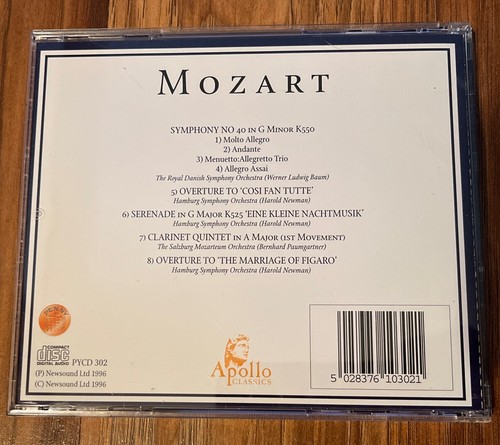 MOZART
SYMPHONY NO 40 IN G MINOR K550
1) Molto Allegro
2) Andante
3) Menuetto:Allegretto Trio
4) Allegro Assai
The Royal Danish Symphony Orchestra (Werner Ludwig Baum)
5) OVERTURE TO 'COSI FAN TUTTE'
Hamburg Symphony Orchestra (Harold Newman)
6) SERENADE IN G MAJOR K525 'EINE KLEINE NACHTMUSIK'
Hamburg Symphony Orchestra (Harold Newman)
7) CLARINET QUINTET IN A MAJOR (1ST MOVEMENT)
The Salzburg Mozarteum Orchestra (Bernhard Paumgartner)
8) OVERTURE TO 'THE MARRIAGE OF FIGARO'
Hamburg Symphony Orchestra (Harold Newman)
COMPACT
disc
DIGITAL AUDIO
PYCD 302
(P) Newsound Ltd 1996
(C) Newsound Ltd 1996
Apollo
CLASSICS
5 028376 103021